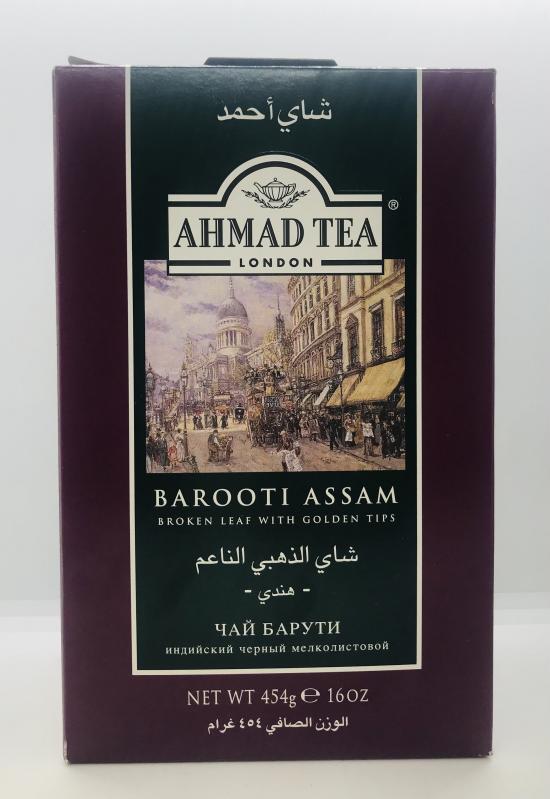 شاي أحمد
AHMAD TEA ®
LONDON
BAROOTI ASSAM
BROKEN LEAF WITH GOLDEN TIPS
شاي الذهبي الناعم
- هندي -
ЧАЙ БАРУТИ
индийский черный мелколистовой
NET WT 454g ℮ 16OZ
الوزن الصافي ٤٥٤ غرام